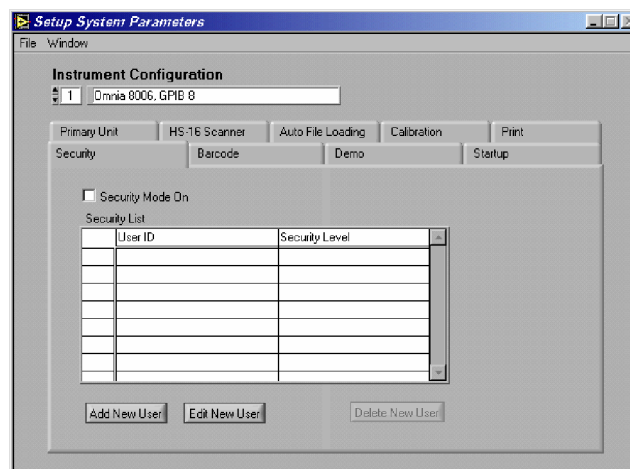 Setup System Parameters
File Window
Instrument Configuration
1 Omnia 8006, GPIB 8
Primary Unit HS-16 Scanner Auto File Loading Calibration Print
Security Barcode Demo Startup
Security Mode On
Security List
User ID Security Level
Add New User Edit New User Delete New User